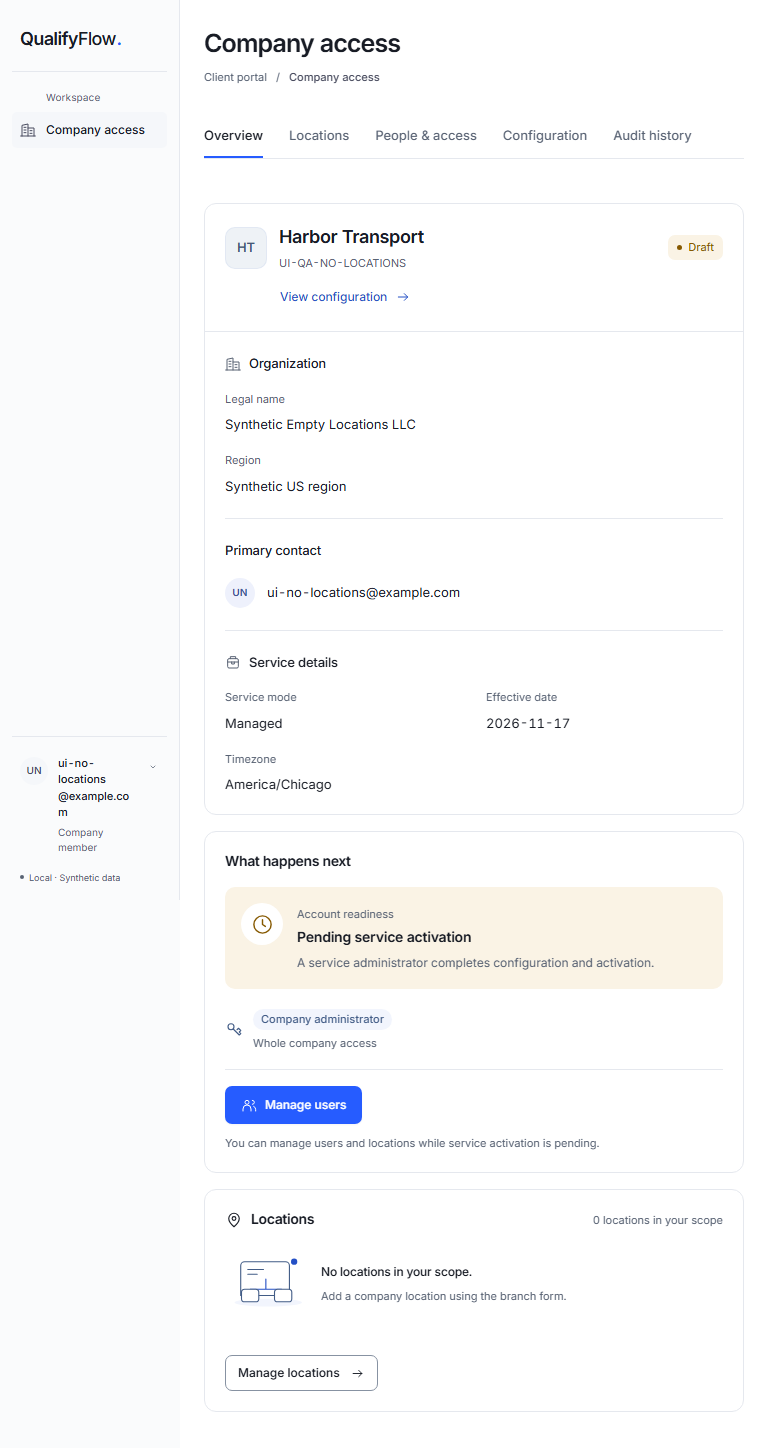 QualifyFlow.
Workspace
Company access
Company access
Client portal / Company access
Overview Locations People & access Configuration Audit history
HT
Harbor Transport
UI-QA-NO-LOCATIONS
Draft
View configuration →
Organization
Legal name
Synthetic Empty Locations LLC
Region
Synthetic US region
Primary contact
UN
ui-no-locations@example.com
Service details
Service mode
Managed
Effective date
2026-11-17
Timezone
America/Chicago
UN
ui-no-
locations
@example.co
m
Company
member
Local · Synthetic data
What happens next
Account readiness
Pending service activation
A service administrator completes configuration and activation.
Company administrator
Whole company access
Manage users
You can manage users and locations while service activation is pending.
Locations
0 locations in your scope
No locations in your scope.
Add a company location using the branch form.
Manage locations →